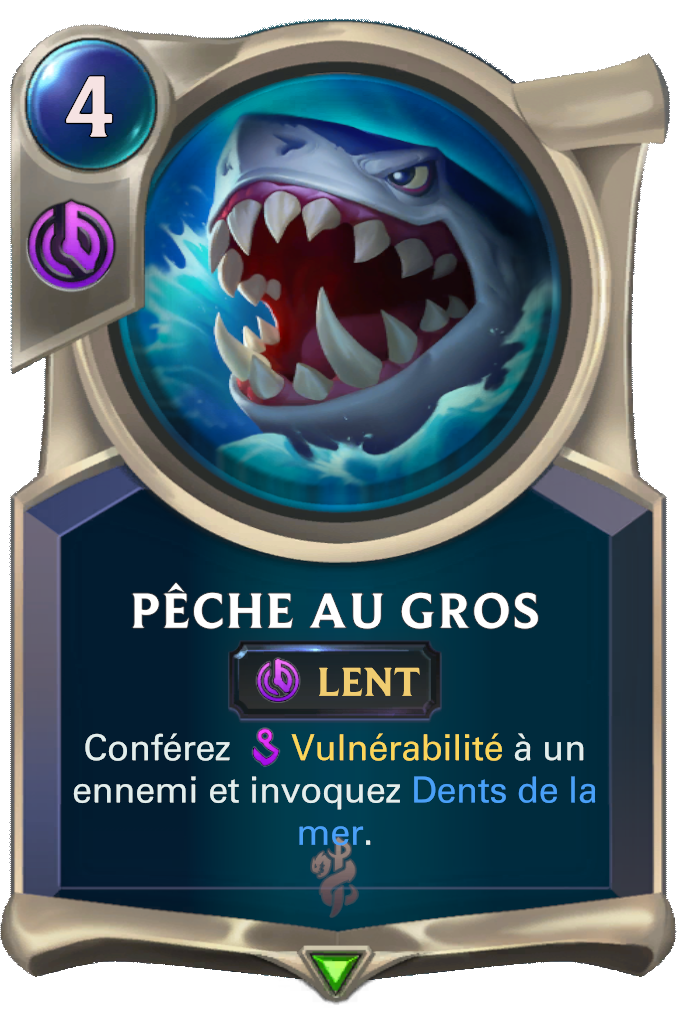 4
PÊCHE AU GROS
LENT
Conférez Vulnérabilité à un
ennemi et invoquez Dents de la
mer.